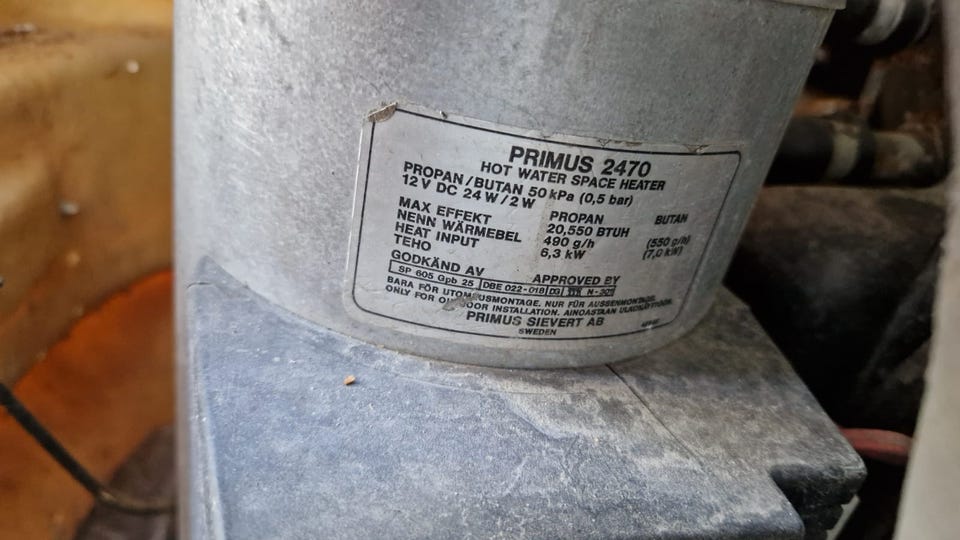 PRIMUS 2470
HOT WATER SPACE HEATER
PROPAN/BUTAN 50 kPa (0,5 bar)
12 V DC 24 W/2 W
MAX EFFEKT PROPAN BUTAN
NENN WÄRMEBEL 20,550 BTUH
HEAT INPUT 490 g/h (550 g/h)
TEHO 6,3 kW (7,0 kW)
GODKÄND AV APPROVED BY
SP 605 Gpb 25 DBE 022-018 DG N-301
BARA FÖR UTOMHUSMONTAGE. NUR FÜR AUSSENMONTAGE.
ONLY FOR OUTDOOR INSTALLATION. AINOASTAAN
PRIMUS SIEVERT AB
SWEDEN